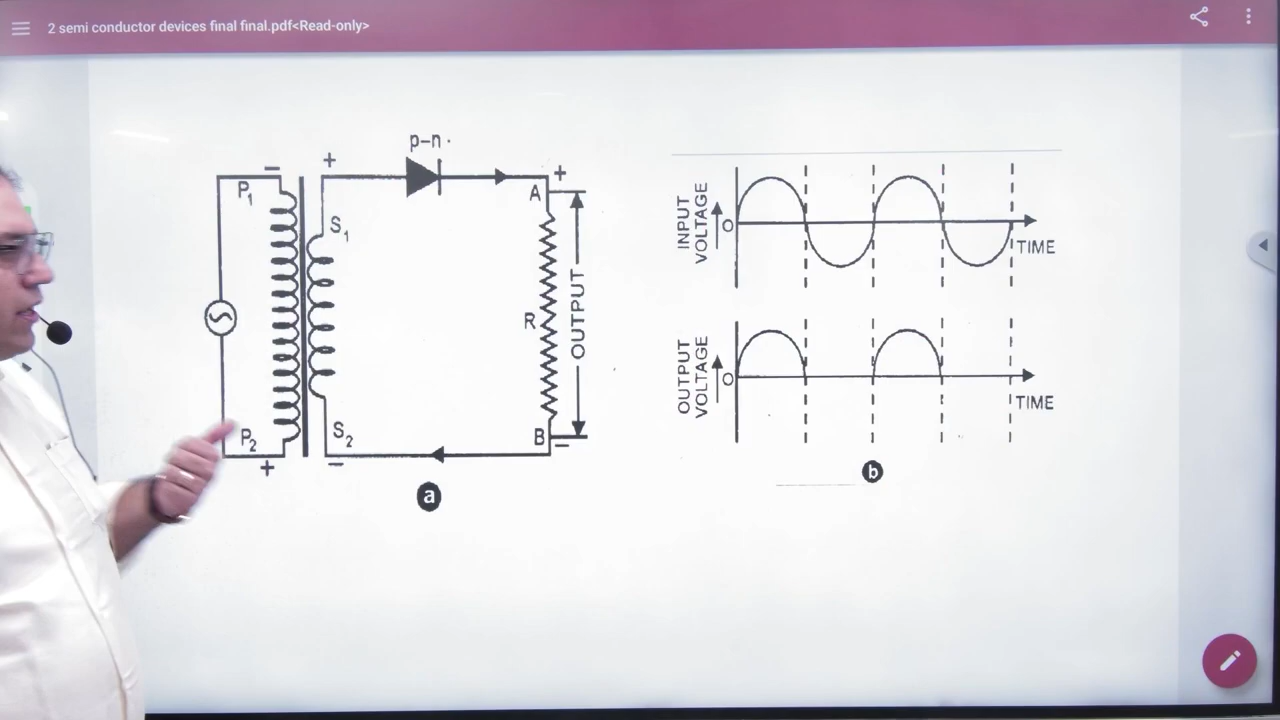 2 semi conductor devices final final.pdf<Read-only>
p-n
- + +
P1
S1
A
R
OUTPUT
P2
S2
B
+ - -
a
INPUT
VOLTAGE
O
TIME
OUTPUT
VOLTAGE
O
TIME
b